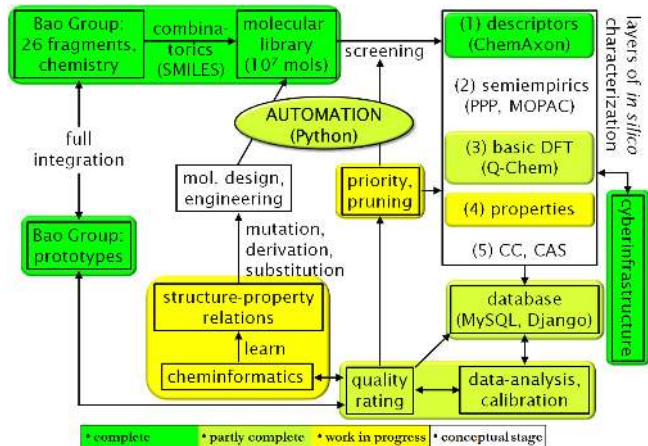 Bao Group:
26 fragments,
chemistry
combina-
torics
(SMILES)
molecular
library
(10⁷ mols)
screening
(1) descriptors
(ChemAxon)
(2) semiempirics
(PPP, MOPAC)
(3) basic DFT
(Q-Chem)
(4) properties
(5) CC, CAS
layers of in silico
characterization
AUTOMATION
(Python)
full
integration
mol. design,
engineering
priority,
pruning
Bao Group:
prototypes
mutation,
derivation,
substitution
cyberinfrastructure
structure-property
relations
learn
cheminformatics
database
(MySQL, Django)
quality
rating
data-analysis,
calibration
• complete
• partly complete
• work in progress
• conceptual stage